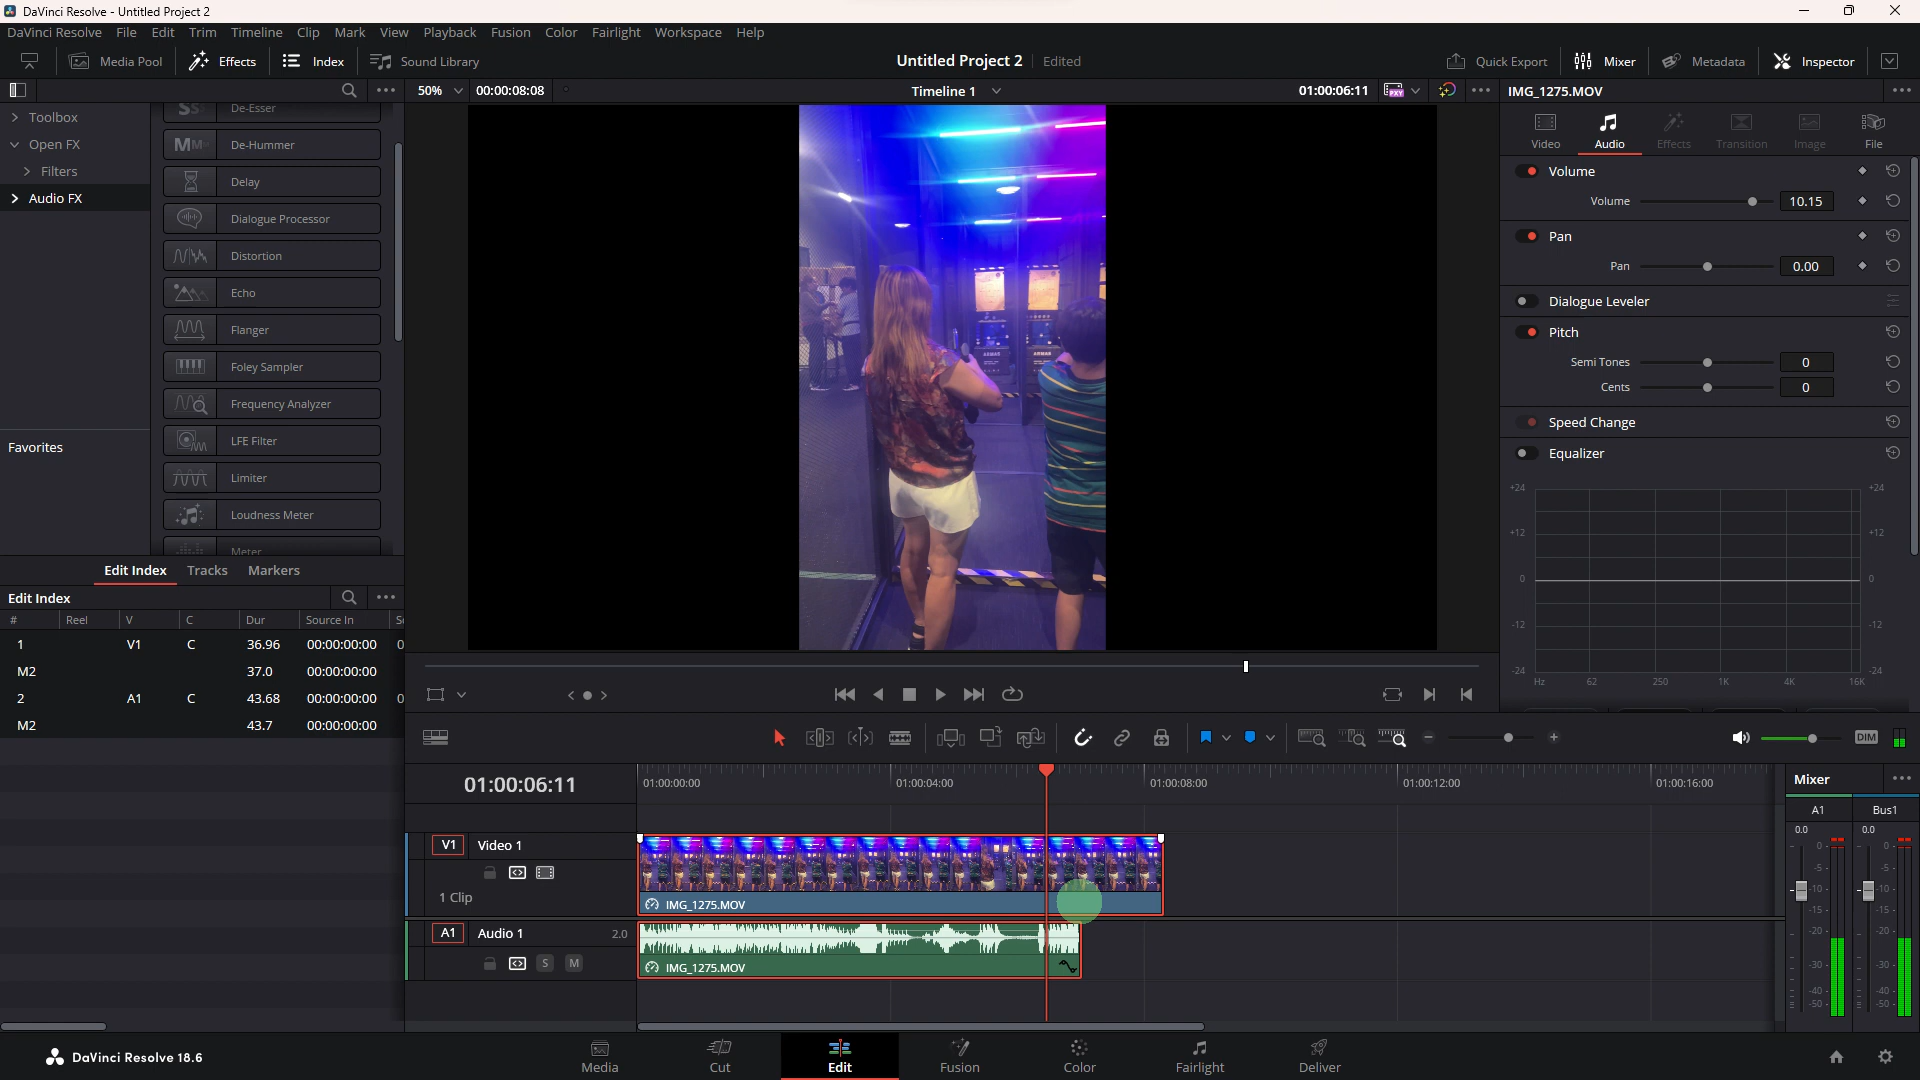 DaVinci Resolve - Untitled Project 2
DaVinci Resolve File Edit Trim Timeline Clip Mark View Playback Fusion Color Fairlight Workspace Help
Media Pool Effects Index Sound Library Untitled Project 2 Edited Quick Export Mixer Metadata Inspector
50% 00:00:08:08 Timeline 1 01:00:06:11 IMG_1275.MOV
Toolbox
Open FX
Filters
Audio FX
Favorites
De-Esser
De-Hummer
Delay
Dialogue Processor
Distortion
Echo
Flanger
Foley Sampler
Frequency Analyzer
LFE Filter
Limiter
Loudness Meter
Meter
Video Audio Effects Transition Image File
Volume
Volume 10.15
Pan
Pan 0.00
Dialogue Leveler
Pitch
Semi Tones 0
Cents 0
Speed Change
Equalizer
+24 +24
+12 +12
0 0
-12 -12
-24 -24
Hz 62 250 1K 4K 16K
Edit Index Tracks Markers
Edit Index
# Reel V C Dur Source In
1 V1 C 36.96 00:00:00:00 0
M2 37.0 00:00:00:00
2 A1 C 43.68 00:00:00:00 0
M2 43.7 00:00:00:00
DIM
01:00:06:11
01:00:00:00 01:00:04:00 01:00:08:00 01:00:12:00 01:00:16:00
V1 Video 1
1 Clip
IMG_1275.MOV
A1 Audio 1 2.0
S M
IMG_1275.MOV
Mixer
A1 Bus1
0.0 0.0
0- 0-
-5- -5-
-10- -10-
-15- -15-
-20- -20-
-30- -30-
-40- -40-
-50- -50-
DaVinci Resolve 18.6
Media Cut Edit Fusion Color Fairlight Deliver